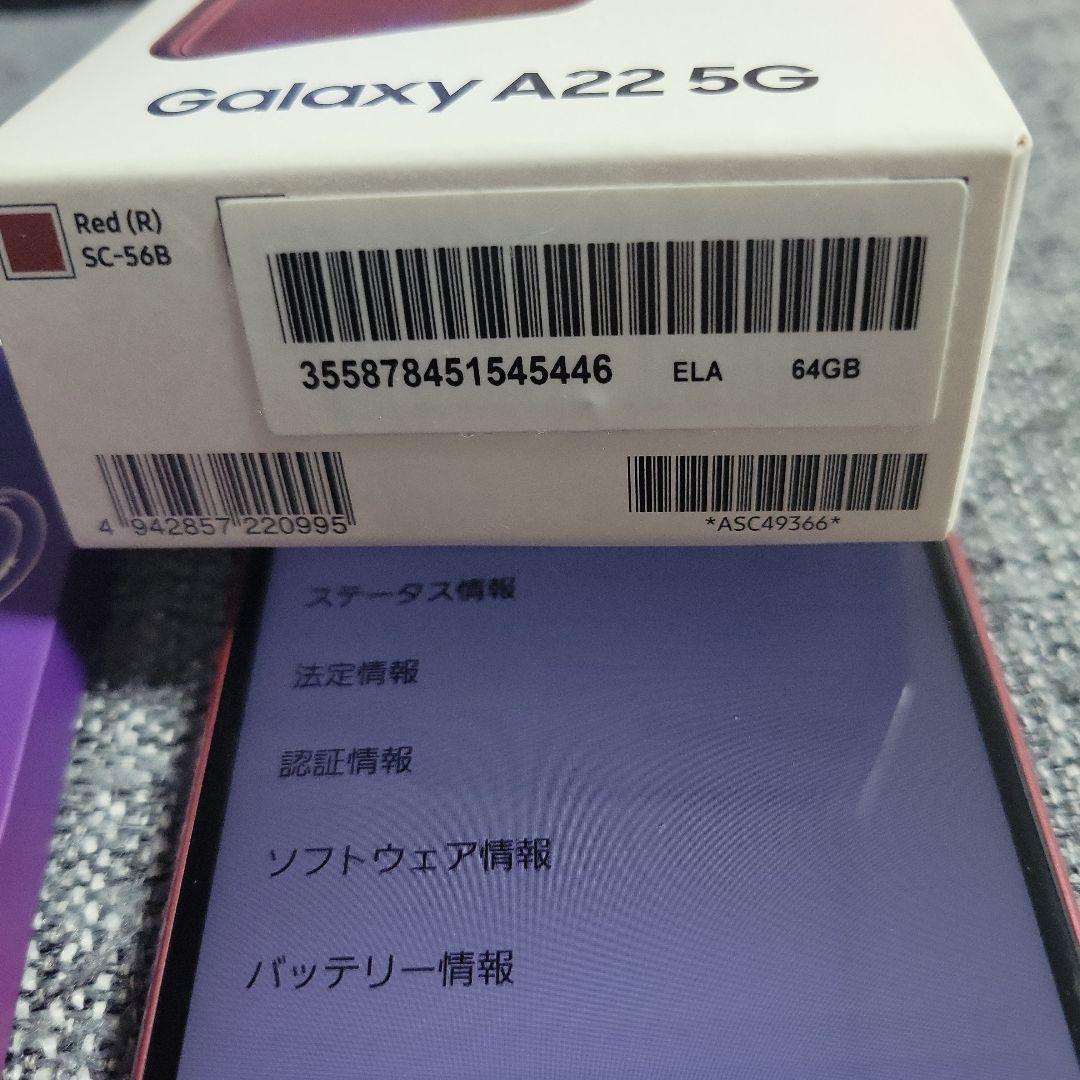 Galaxy A22 5G
Red (R)
SC-56B
355878451545446 ELA 64GB
4 942857 220995
*ASC49366*
ステータス情報
法定情報
認証情報
ソフトウェア情報
バッテリー情報